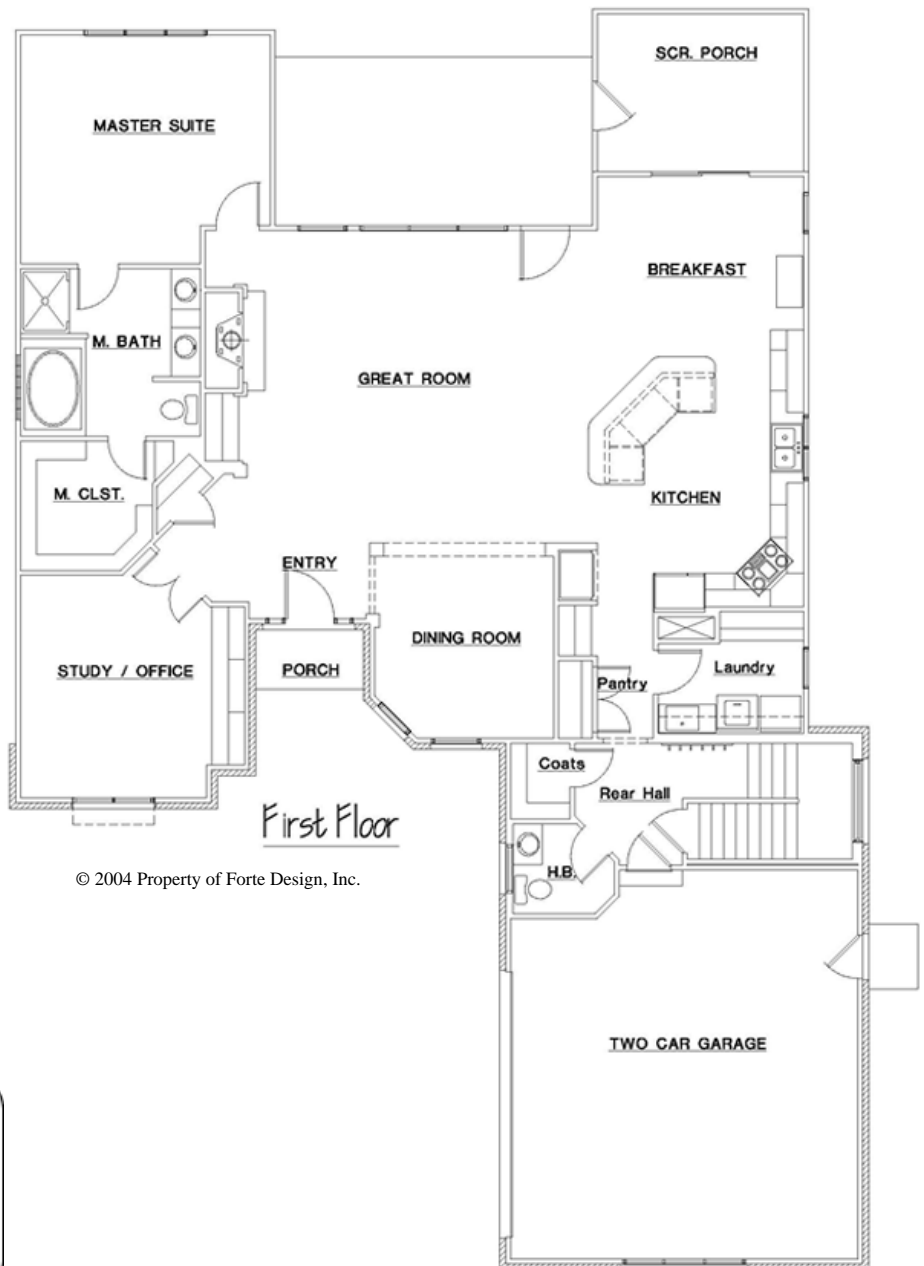 SCR. PORCH
MASTER SUITE
BREAKFAST
M. BATH
GREAT ROOM
M. CLST.
KITCHEN
ENTRY
DINING ROOM
STUDY / OFFICE
PORCH
Pantry
Laundry
Coats
Rear Hall
First Floor
H.B.
© 2004 Property of Forte Design, Inc.
TWO CAR GARAGE